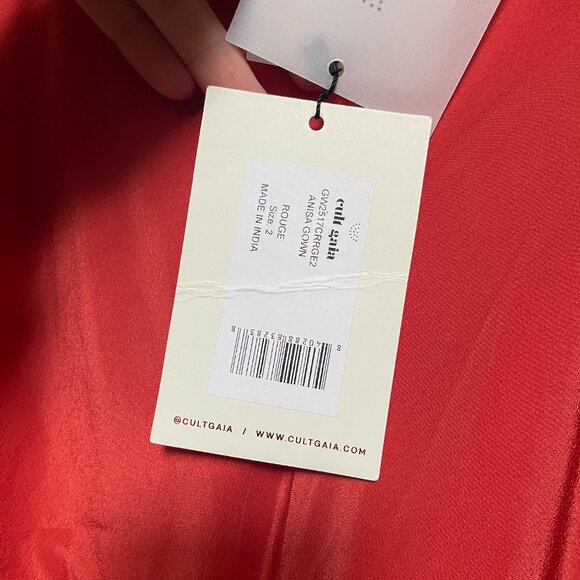 cult gaia
GW2517CRRGE2
ANISA GOWN
ROUGE
Size: 2
MADE IN INDIA
@CULTGAIA / WWW.CULTGAIA.COM